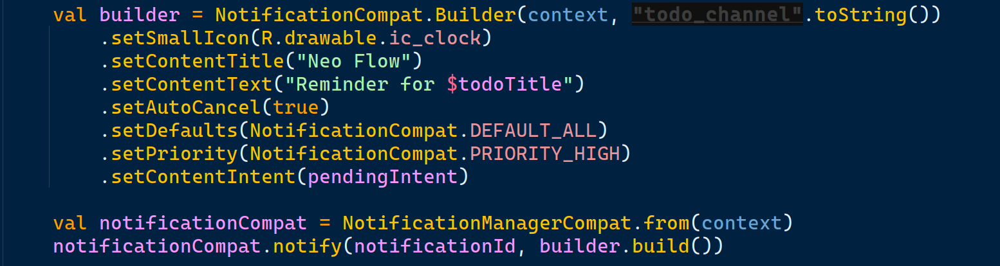 val builder = NotificationCompat.Builder(context, "todo_channel".toString())
.setSmallIcon(R.drawable.ic_clock)
.setContentTitle("Neo Flow")
.setContentText("Reminder for $todoTitle")
.setAutoCancel(true)
.setDefaults(NotificationCompat.DEFAULT_ALL)
.setPriority(NotificationCompat.PRIORITY_HIGH)
.setContentIntent(pendingIntent)
val notificationCompat = NotificationManagerCompat.from(context)
notificationCompat.notify(notificationId, builder.build())